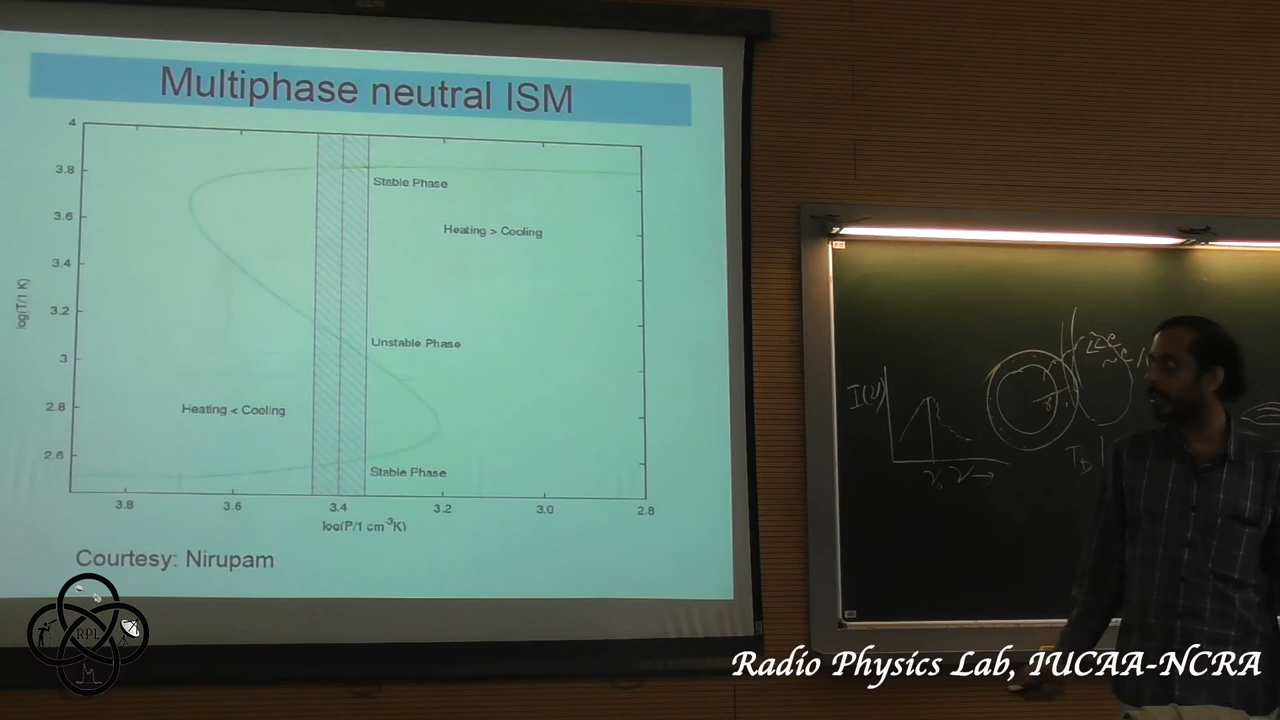 Multiphase neutral ISM
4
3.8
3.6
3.4
3.2
3
2.8
2.6
log(T/1 K)
Stable Phase
Heating > Cooling
Unstable Phase
Heating < Cooling
Stable Phase
3.8 3.6 3.4 3.2 3.0 2.8
log(P/1 cm⁻³K)
Courtesy: Nirupam
RPL
I(ν)
Radio Physics Lab, IUCAA-NCRA